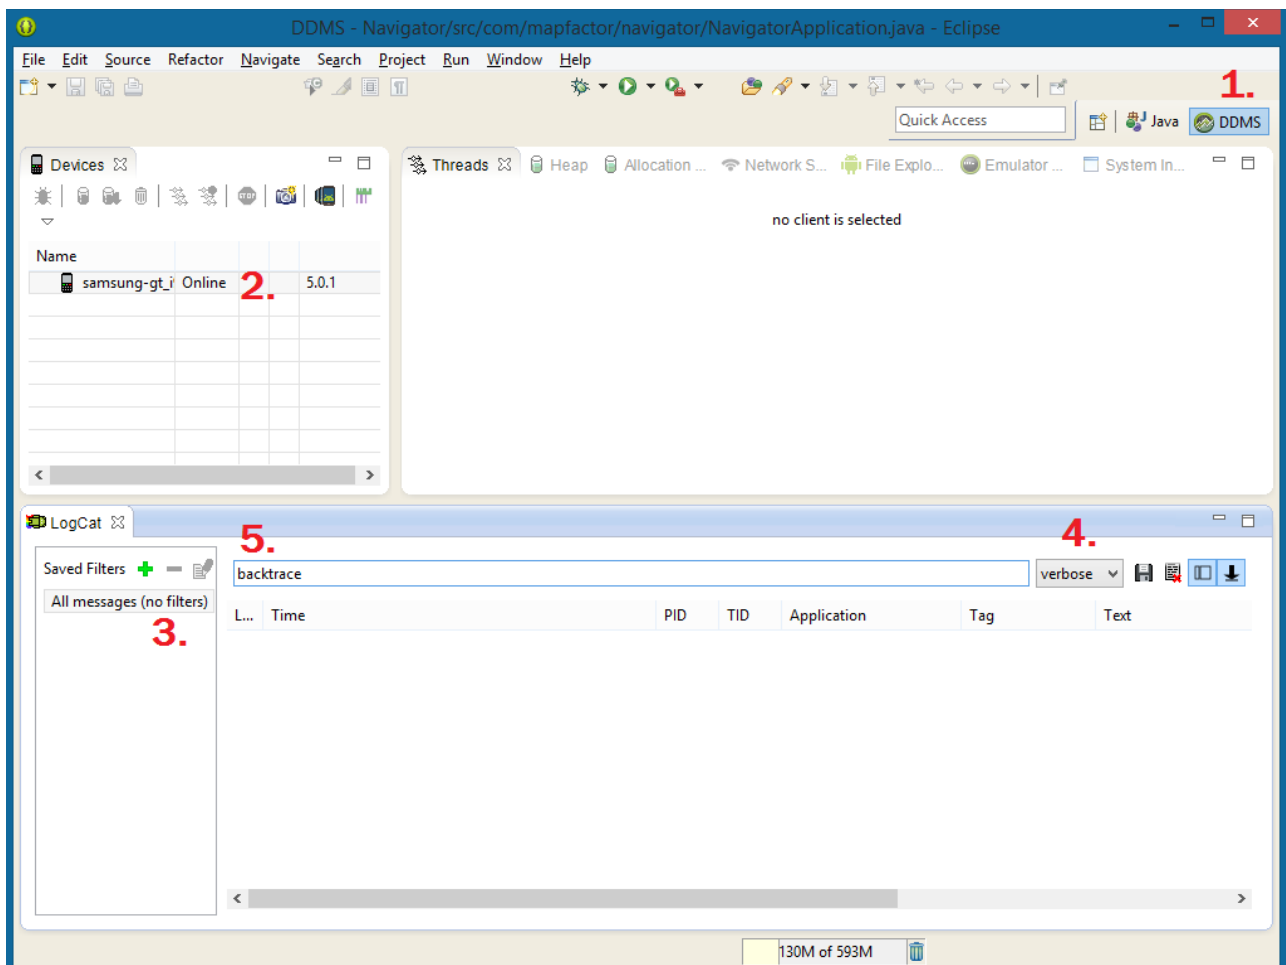 DDMS - Navigator/src/com/mapfactor/navigator/NavigatorApplication.java - Eclipse
File Edit Source Refactor Navigate Search Project Run Window Help
1.
Quick Access Java DDMS
Devices
Threads Heap Allocation ... Network S... File Explo... Emulator ... System In...
STOP
no client is selected
Name
samsung-gt_i Online 2. 5.0.1
LogCat
5. 4.
Saved Filters backtrace verbose
All messages (no filters)
3.
L... Time PID TID Application Tag Text
130M of 593M